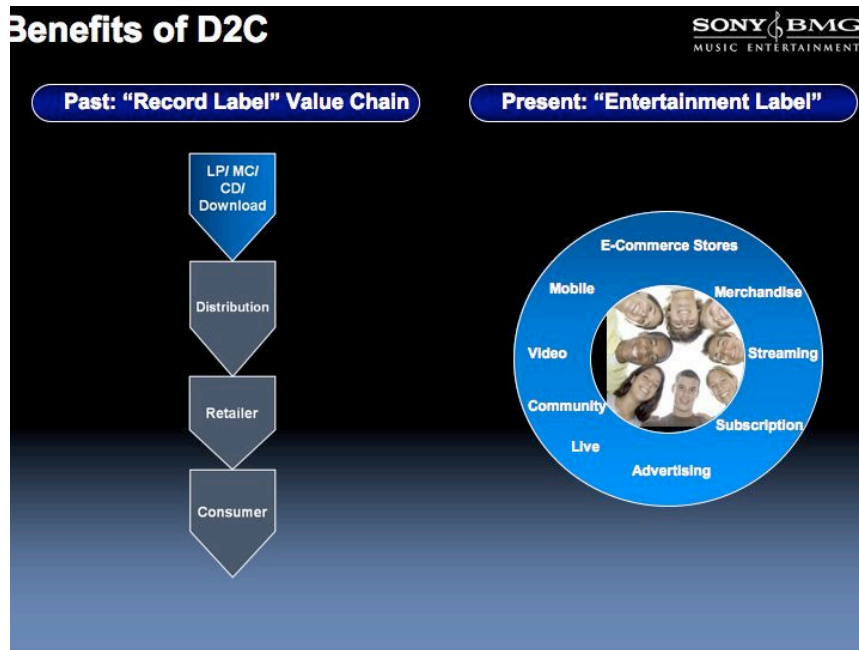 Benefits of D2C
SONY BMG
MUSIC ENTERTAINMENT
Past: “Record Label” Value Chain
Present: “Entertainment Label”
LP/ MC/
CD/
Download
Distribution
Retailer
Consumer
E-Commerce Stores
Mobile
Merchandise
Video
Streaming
Community
Subscription
Live
Advertising